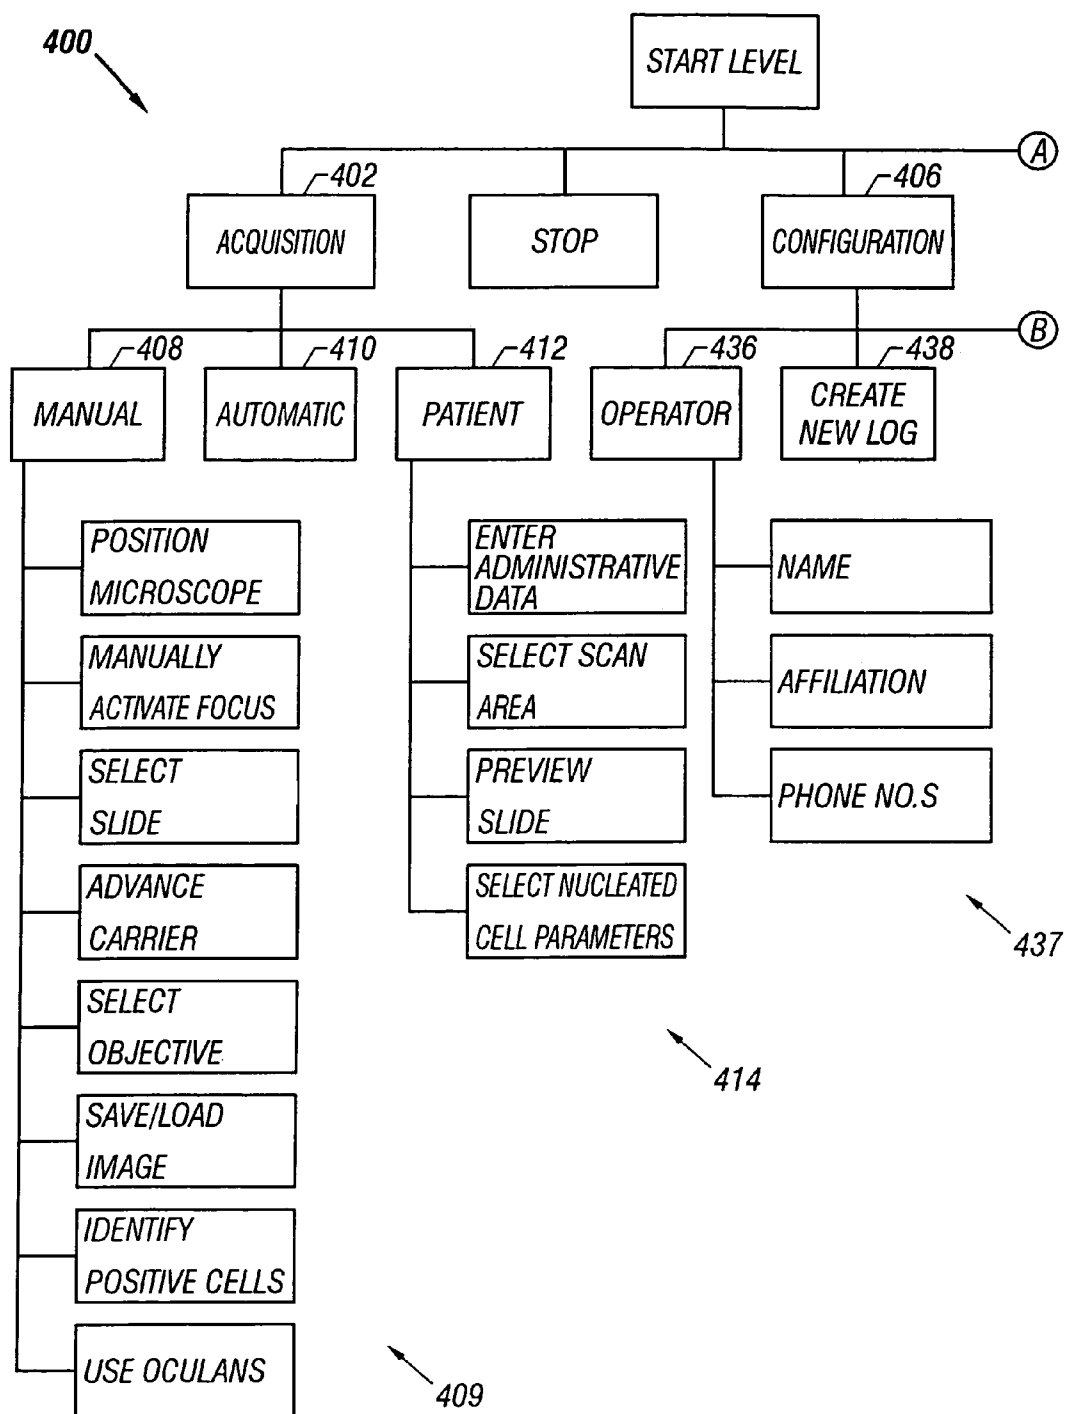 400
START LEVEL
A
402
406
ACQUISITION
STOP
CONFIGURATION
B
408
410
412
436
438
MANUAL
AUTOMATIC
PATIENT
OPERATOR
CREATE
NEW LOG
POSITION
MICROSCOPE
MANUALLY
ACTIVATE FOCUS
SELECT
SLIDE
ADVANCE
CARRIER
SELECT
OBJECTIVE
SAVE/LOAD
IMAGE
IDENTIFY
POSITIVE CELLS
USE OCULANS
409
ENTER
ADMINISTRATIVE
DATA
SELECT SCAN
AREA
PREVIEW
SLIDE
SELECT NUCLEATED
CELL PARAMETERS
414
NAME
AFFILIATION
PHONE NO.S
437